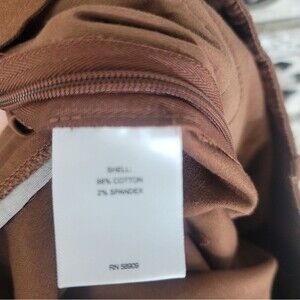 SHELL:
98% COTTON
2% SPANDEX
RN 58909